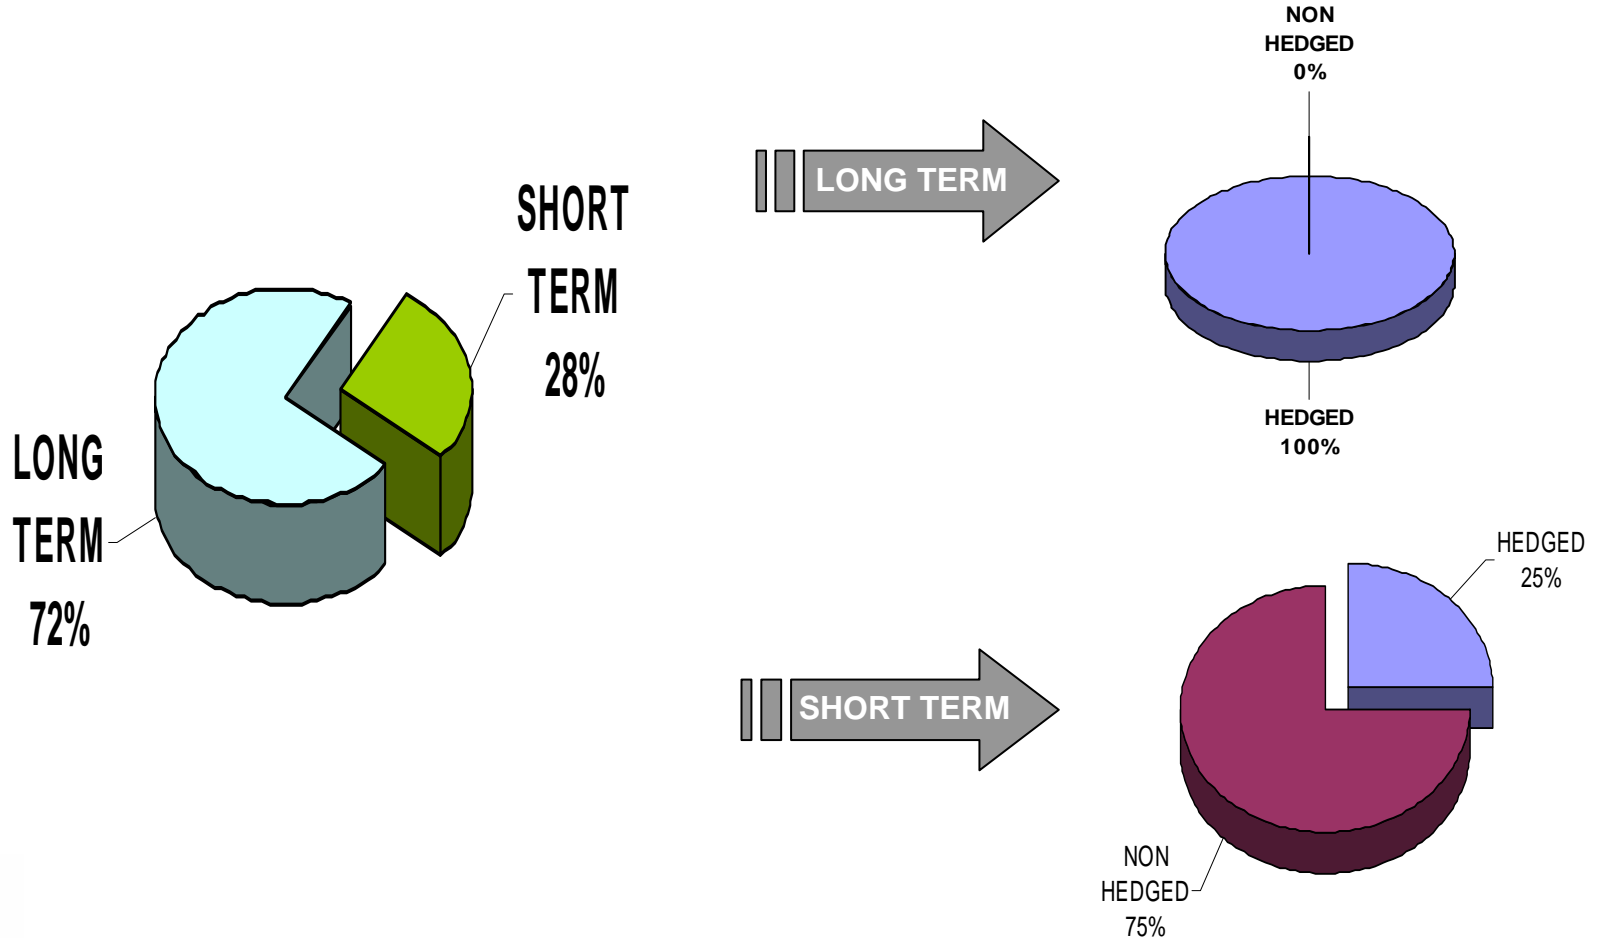 LONG
TERM
72%
SHORT
TERM
28%
LONG TERM
NON
HEDGED
0%
HEDGED
100%
SHORT TERM
HEDGED
25%
NON
HEDGED
75%